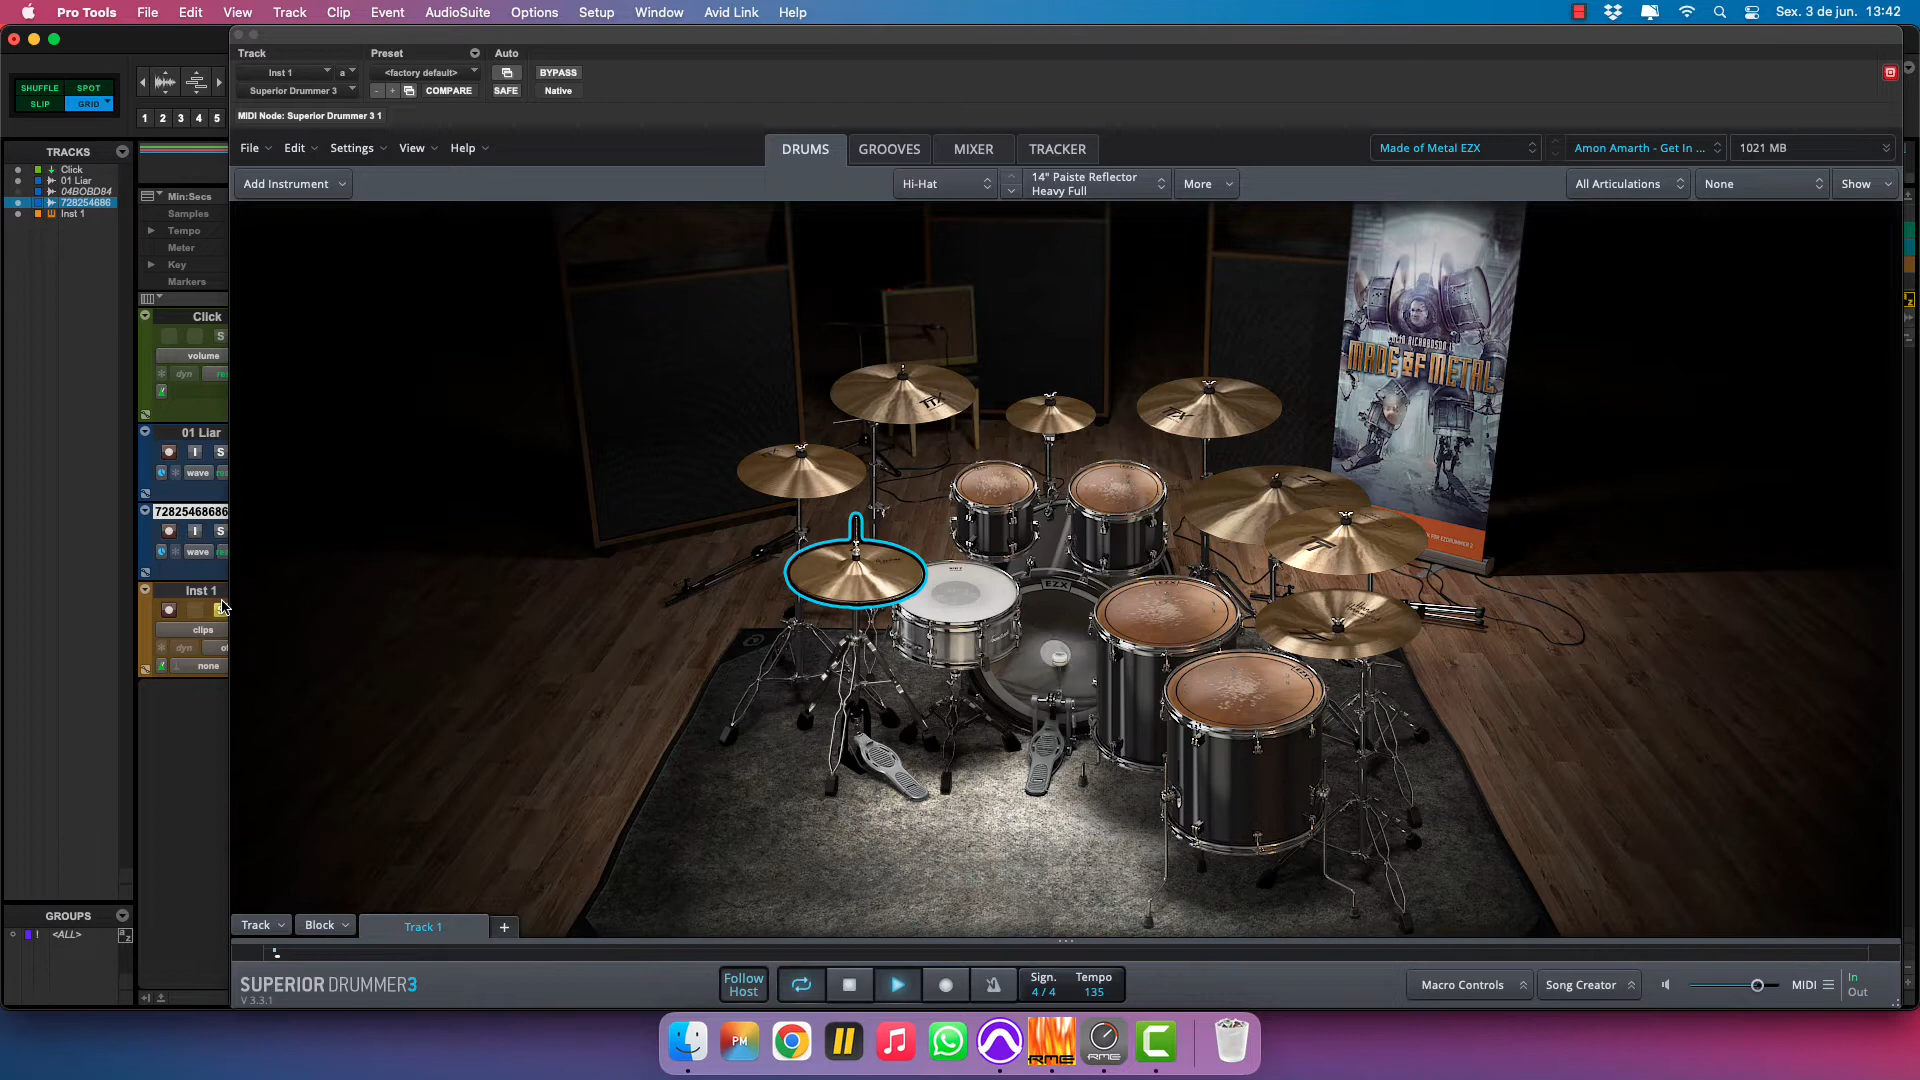 Pro Tools File Edit View Track Clip Event AudioSuite Options Setup Window Avid Link Help
Sex. 3 de jun. 13:42
Track Preset Auto
Inst 1 a <factory default> BYPASS
Superior Drummer 3 - + COMPARE SAFE Native
MIDI Node: Superior Drummer 3 1
SHUFFLE SPOT
SLIP GRID
1 2 3 4 5
TRACKS
Click
01 Liar
04BOBD84
728254686
Inst 1
Min:Secs
Samples
Tempo
Meter
Key
Markers
Click
S
volume
dyn
01 Liar
I S
wave
72825468686
I S
wave
Inst 1
clips
dyn
none
GROUPS
! <ALL>
File Edit Settings View Help
DRUMS GROOVES MIXER TRACKER
Made of Metal EZX
Amon Amarth - Get In ...
1021 MB
Add Instrument
Hi-Hat
14" Paiste Reflector
Heavy Full
More
All Articulations
None
Show
MADE OF METAL
EZX
EZX
Track Block Track 1 +
SUPERIOR DRUMMER 3
V 3.3.1
Follow
Host
Sign. Tempo
4 / 4 135
Macro Controls
Song Creator
MIDI
In
Out
PM
RME
RME